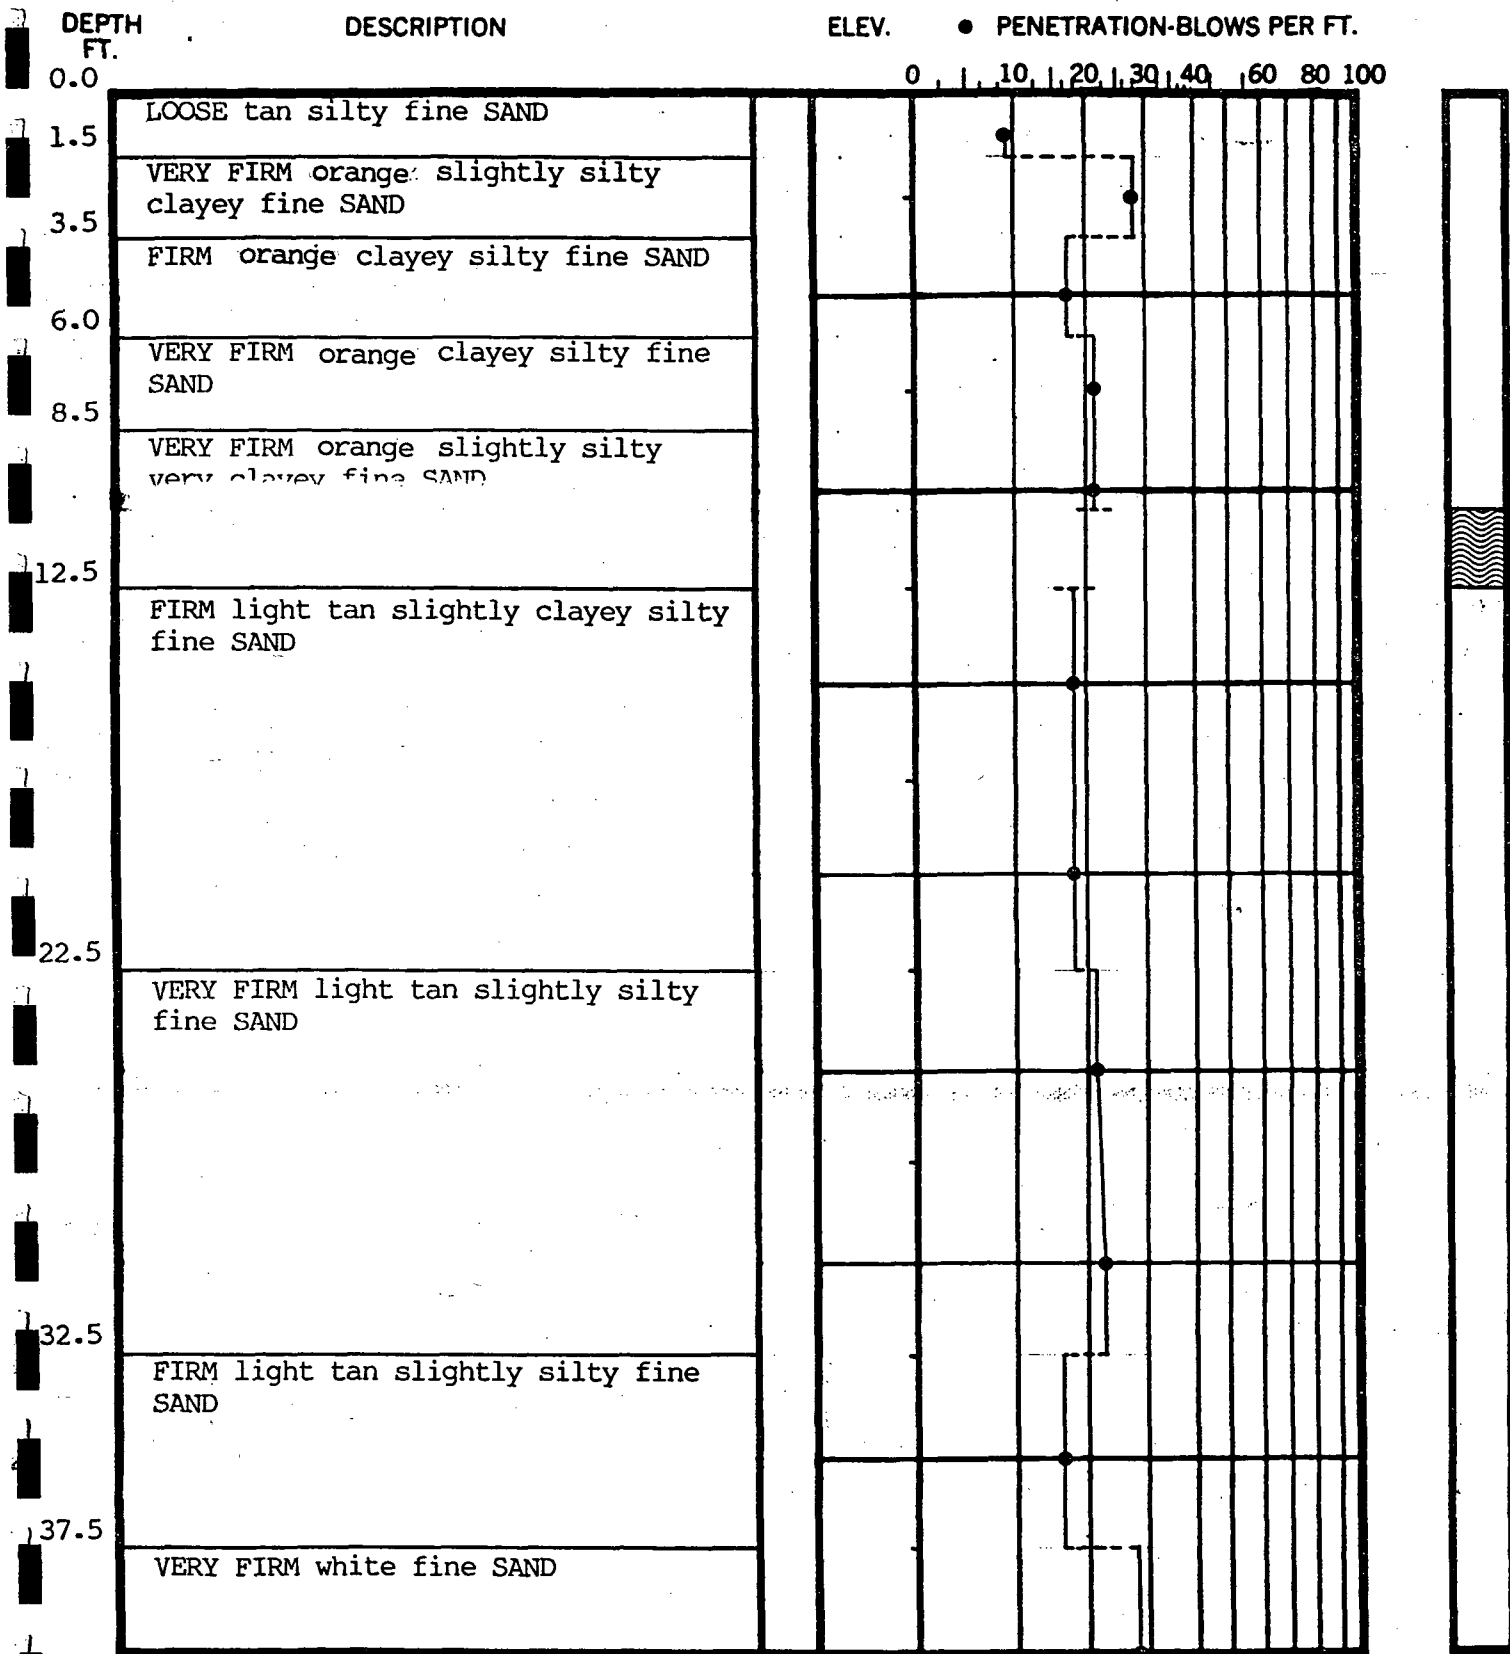 DEPTH FT. DESCRIPTION ELEV. ● PENETRATION-BLOWS PER FT.
0.0 0 10 20 30 40 60 80 100
LOOSE tan silty fine SAND
1.5
VERY FIRM orange slightly silty
clayey fine SAND
3.5
FIRM orange clayey silty fine SAND
6.0
VERY FIRM orange clayey silty fine
SAND
8.5
VERY FIRM orange slightly silty
very clayey fine SAND
12.5
FIRM light tan slightly clayey silty
fine SAND
22.5
VERY FIRM light tan slightly silty
fine SAND
32.5
FIRM light tan slightly silty fine
SAND
37.5
VERY FIRM white fine SAND